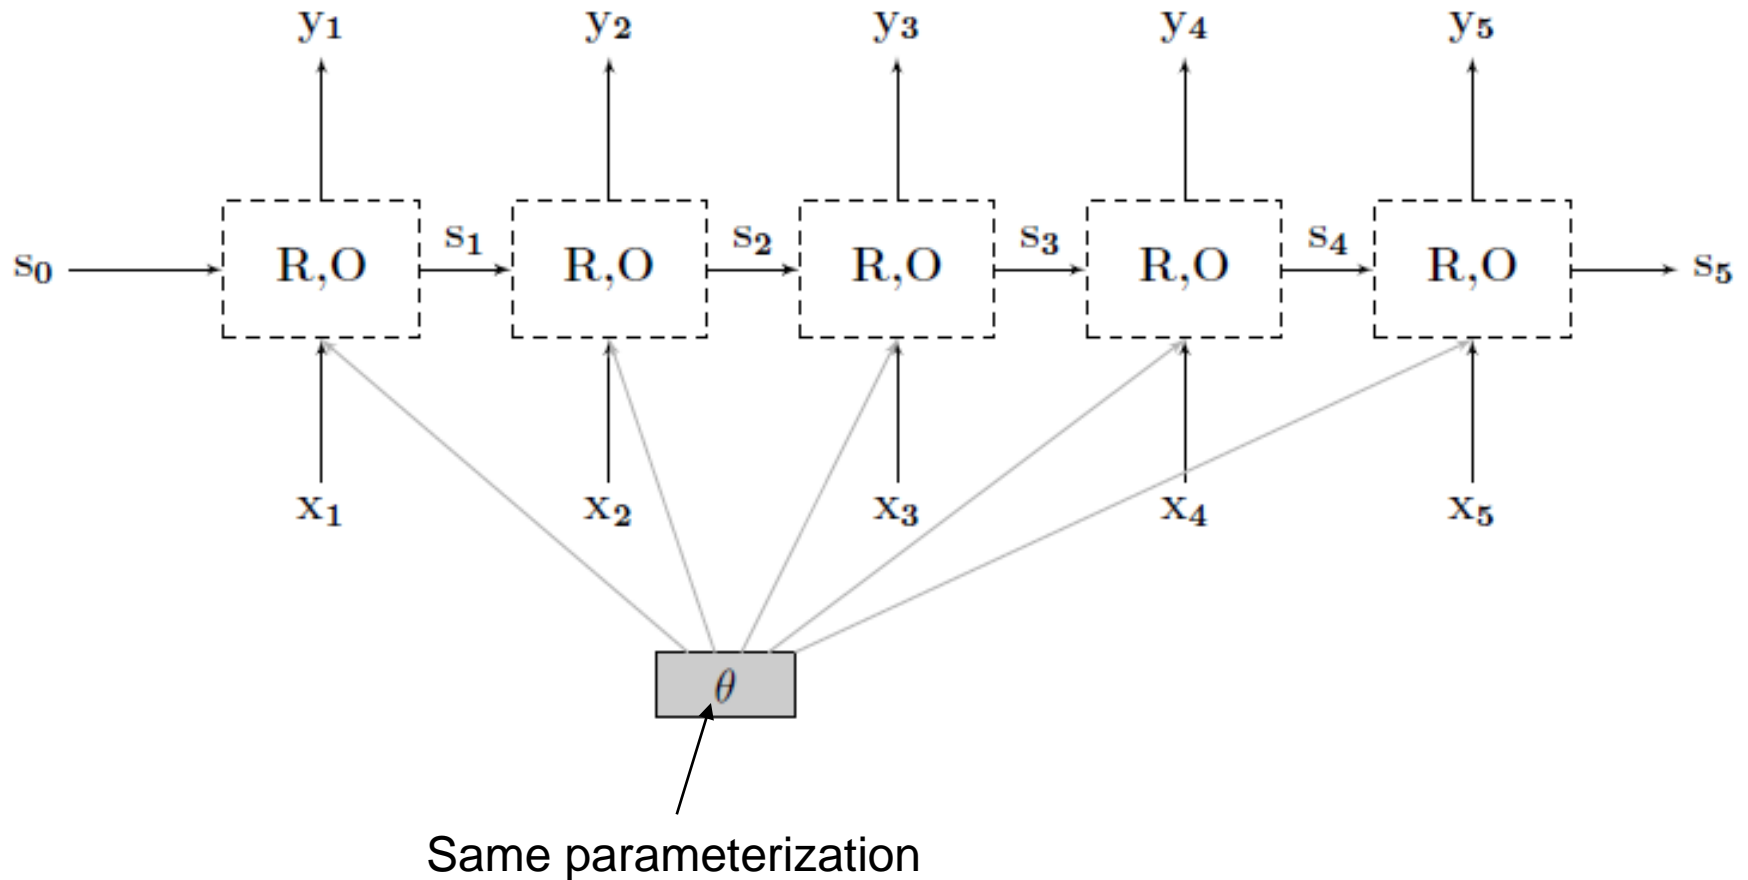 y₁ y₂ y₃ y₄ y₅
s₀ R,O s₁ R,O s₂ R,O s₃ R,O s₄ R,O s₅
x₁ x₂ x₃ x₄ x₅
θ
Same parameterization